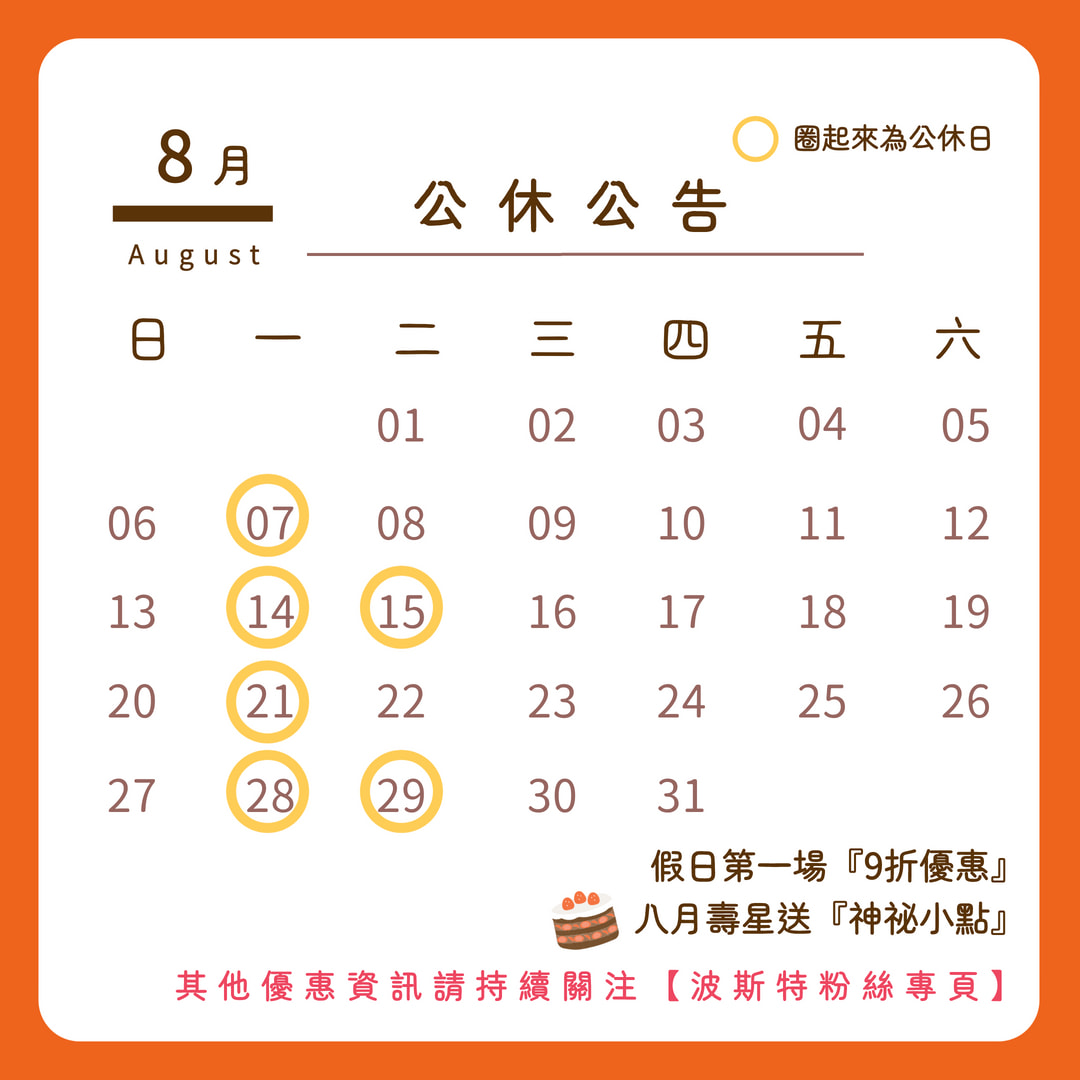 圈起來為公休日
8月
公休公告
August
日 一 二 三 四 五 六
01 02 03 04 05
06 07 08 09 10 11 12
13 14 15 16 17 18 19
20 21 22 23 24 25 26
27 28 29 30 31
假日第一場『9折優惠』
八月壽星送『神祕小點』
其他優惠資訊請持續關注【波斯特粉絲專頁】